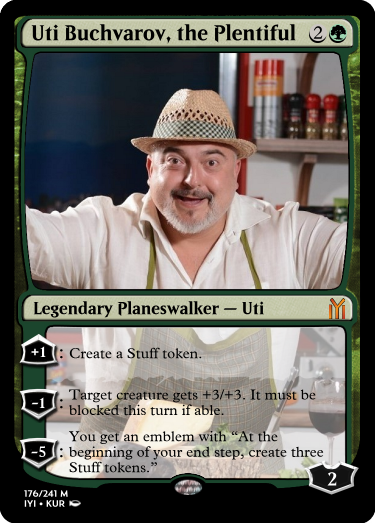 Uti Buchvarov, the Plentiful 2
Legendary Planeswalker — Uti
+1: Create a Stuff token.
-1: Target creature gets +3/+3. It must be
blocked this turn if able.
-5: You get an emblem with “At the
beginning of your end step, create three
Stuff tokens.”
2
176/241 M
IYI • KUR